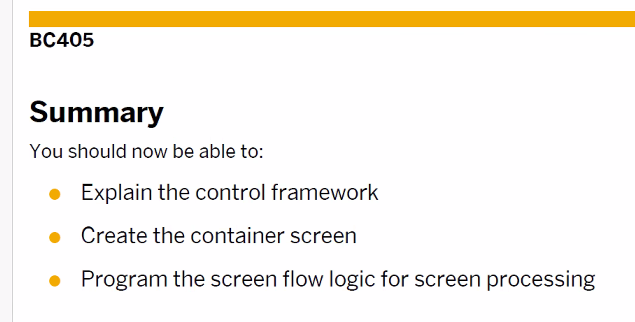 BC405
Summary
You should now be able to:
Explain the control framework
Create the container screen
Program the screen flow logic for screen processing